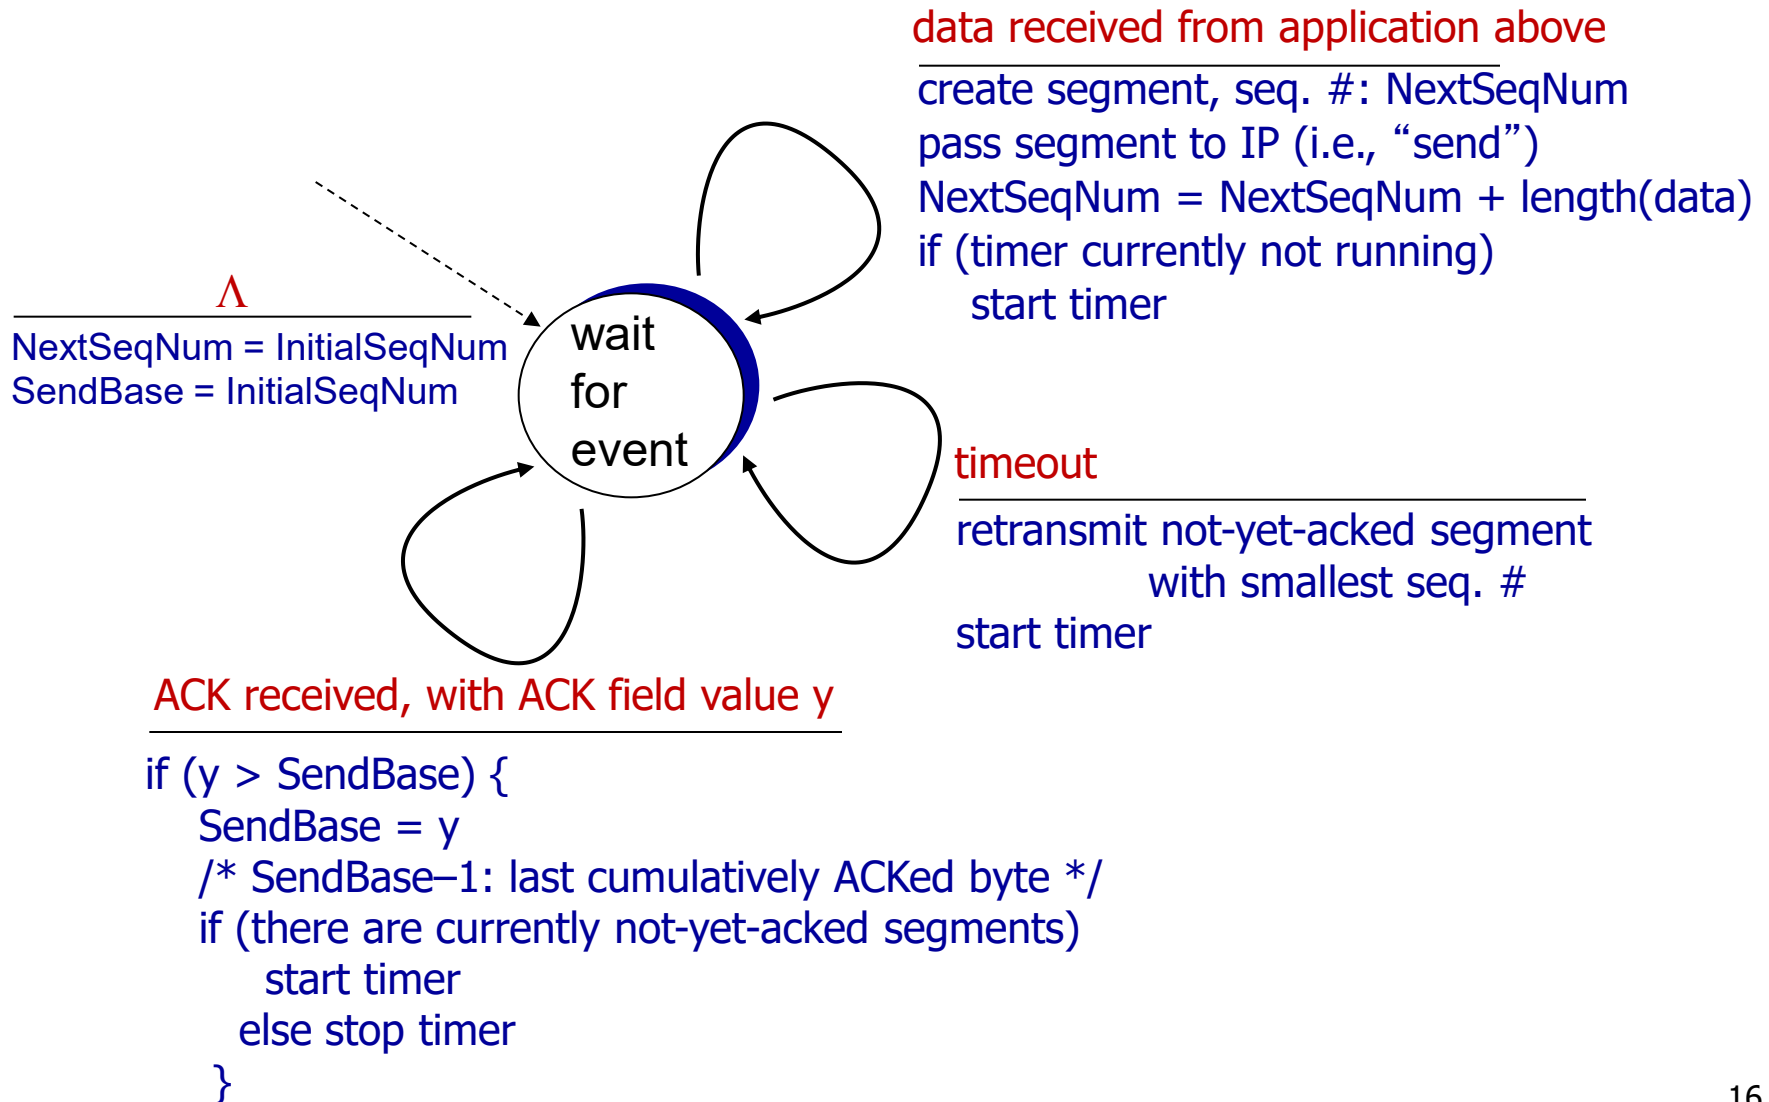 data received from application above
create segment, seq. #: NextSeqNum
pass segment to IP (i.e., “send”)
NextSeqNum = NextSeqNum + length(data)
if (timer currently not running)
start timer
Λ
NextSeqNum = InitialSeqNum
SendBase = InitialSeqNum
wait
for
event
timeout
retransmit not-yet-acked segment
with smallest seq. #
start timer
ACK received, with ACK field value y
if (y > SendBase) {
SendBase = y
/* SendBase–1: last cumulatively ACKed byte */
if (there are currently not-yet-acked segments)
start timer
else stop timer
}
16